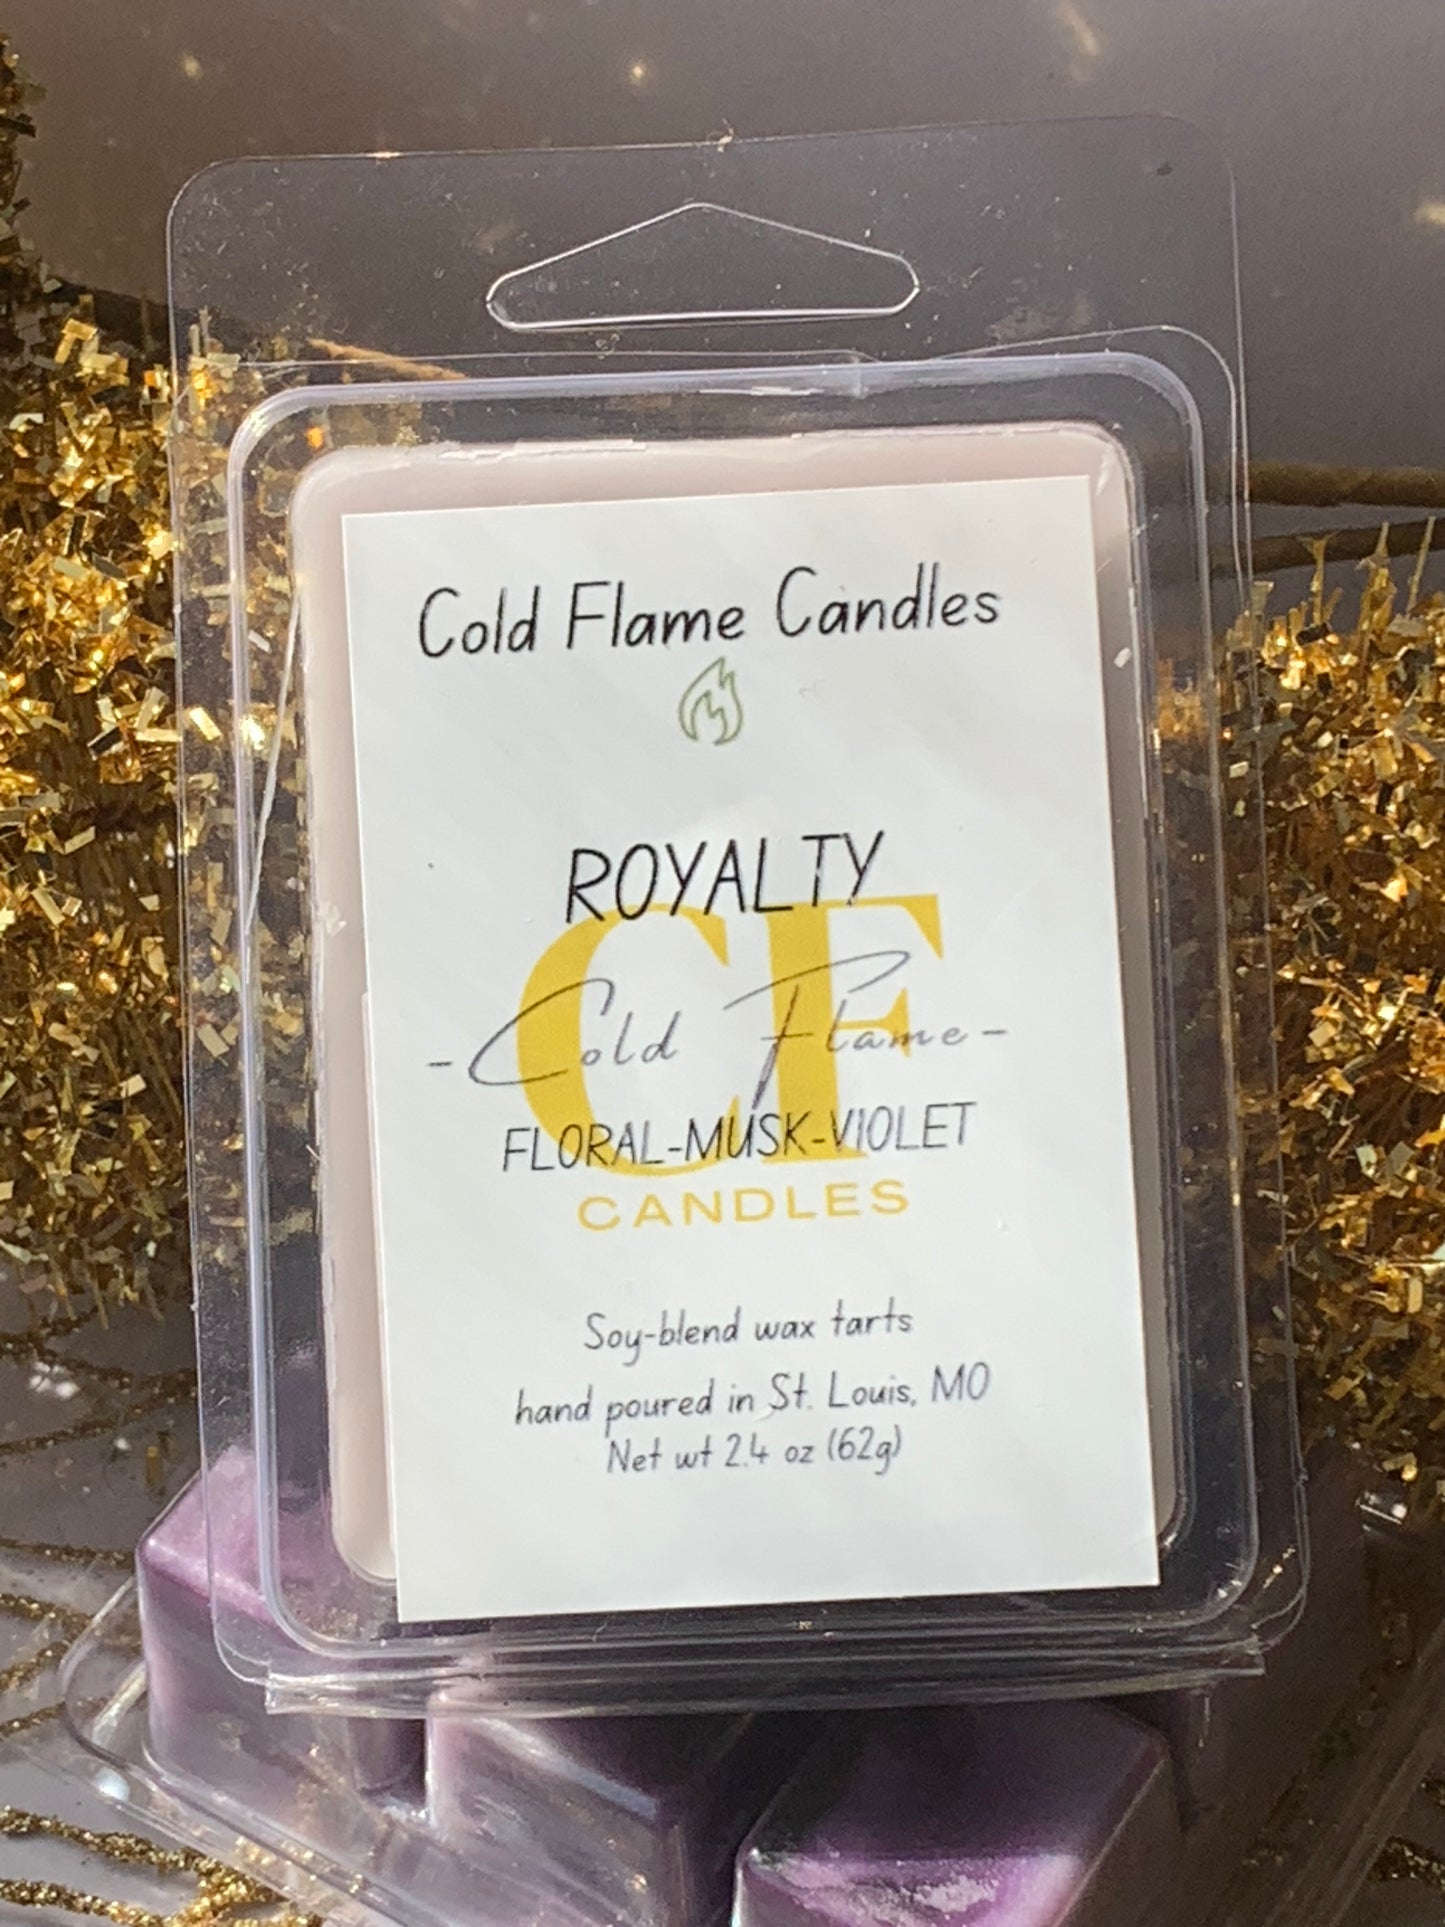 Cold Flame Candles
ROYALTY
CF
-Cold Flame-
FLORAL-MUSK-VIOLET
CANDLES
Soy-blend wax tarts
hand poured in St. Louis, MO
Net wt 2.4 oz (62g)